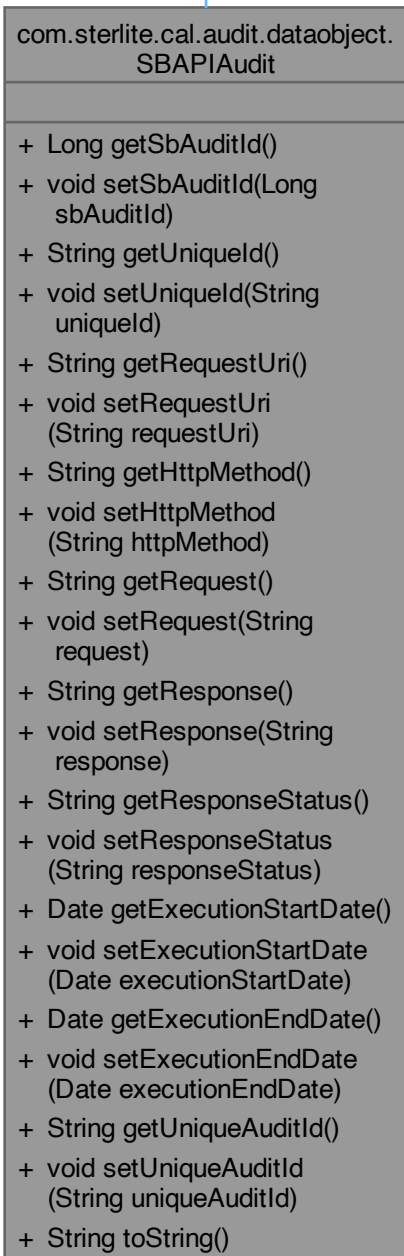 com.sterlite.cal.audit.dataobject.
SBAPIAudit
+ Long getSbAuditId()
+ void setSbAuditId(Long
sbAuditId)
+ String getUniqueId()
+ void setUniqueId(String
uniqueId)
+ String getRequestUri()
+ void setRequestUri
(String requestUri)
+ String getHttpMethod()
+ void setHttpMethod
(String httpMethod)
+ String getRequest()
+ void setRequest(String
request)
+ String getResponse()
+ void setResponse(String
response)
+ String getResponseStatus()
+ void setResponseStatus
(String responseStatus)
+ Date getExecutionStartDate()
+ void setExecutionStartDate
(Date executionStartDate)
+ Date getExecutionEndDate()
+ void setExecutionEndDate
(Date executionEndDate)
+ String getUniqueAuditId()
+ void setUniqueAuditId
(String uniqueAuditId)
+ String toString()